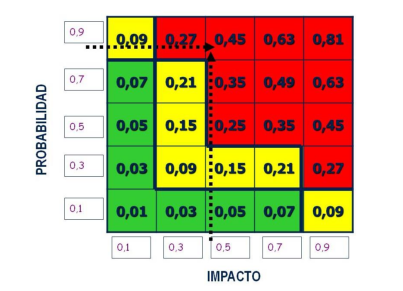 0,9 0,09 0,27 0,45 0,63 0,81
0,7 0,07 0,21 0,35 0,49 0,63
0,5 0,05 0,15 0,25 0,35 0,45
0,3 0,03 0,09 0,15 0,21 0,27
0,1 0,01 0,03 0,05 0,07 0,09
PROBABILIDAD
0,1 0,3 0,5 0,7 0,9
IMPACTO